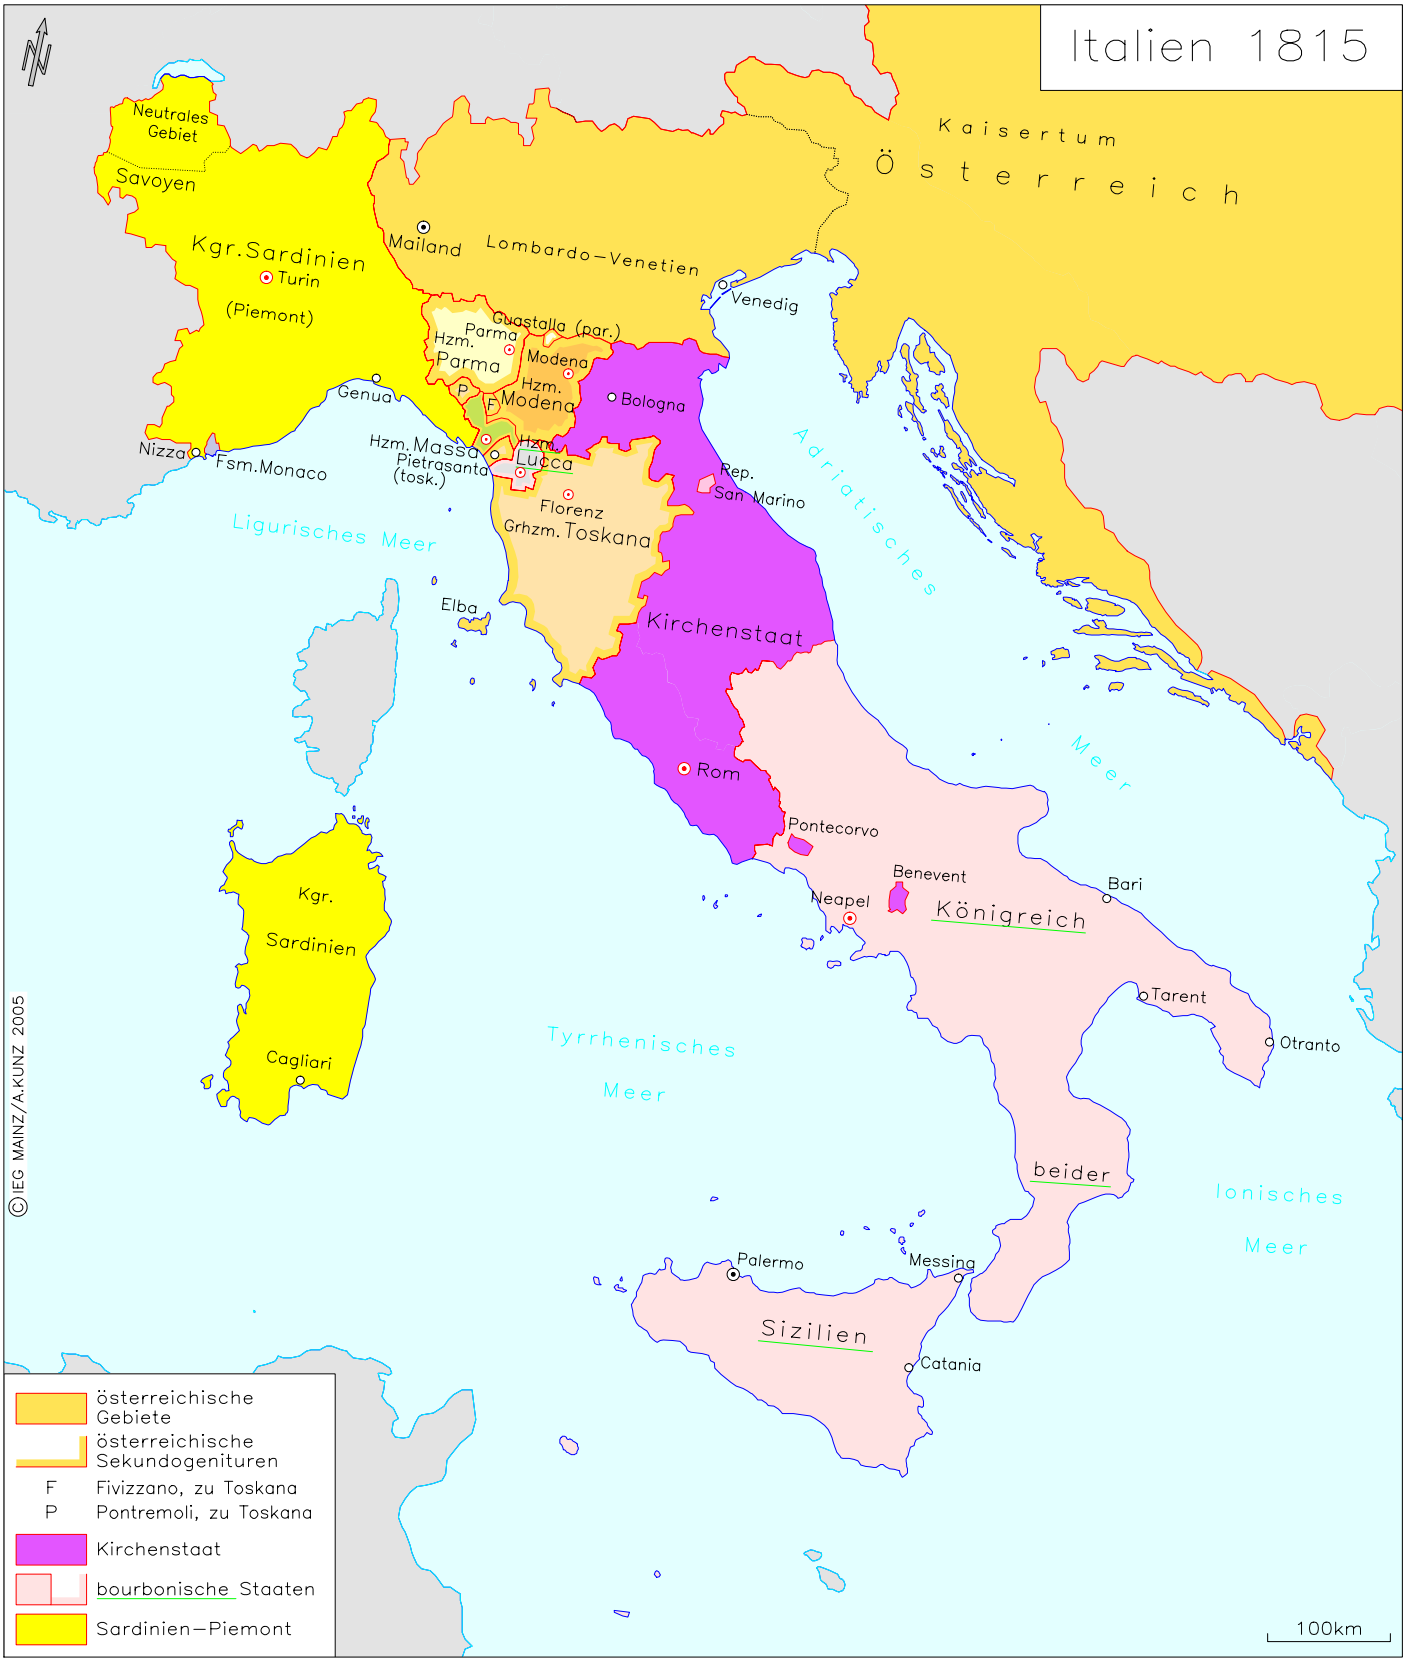 Italien 1815
Kaisertum
Österreich
Neutrales
Gebiet
Savoyen
Kgr.Sardinien
Turin
(Piemont)
Mailand
Lombardo-Venetien
Venedig
Guastalla (par.)
Parma
Hzm.
Parma
Modena
Hzm.
Modena
P
F
Bologna
Genua
Nizza
Fsm.Monaco
Hzm.Massa
Pietrasanta
(tosk.)
Hzm.
Lucca
Florenz
Grhzm.Toskana
Rep.
San Marino
Adriatisches
Meer
Ligurisches Meer
Elba
Kirchenstaat
Rom
Pontecorvo
Benevent
Neapel
Königreich
Bari
Tarent
Otranto
Kgr.
Sardinien
Cagliari
Tyrrhenisches
Meer
beider
Ionisches
Meer
Palermo
Messina
Sizilien
Catania
©IEG MAINZ/A.KUNZ 2005
österreichische
Gebiete
österreichische
Sekundogenituren
F Fivizzano, zu Toskana
P Pontremoli, zu Toskana
Kirchenstaat
bourbonische Staaten
Sardinien-Piemont
100km
N